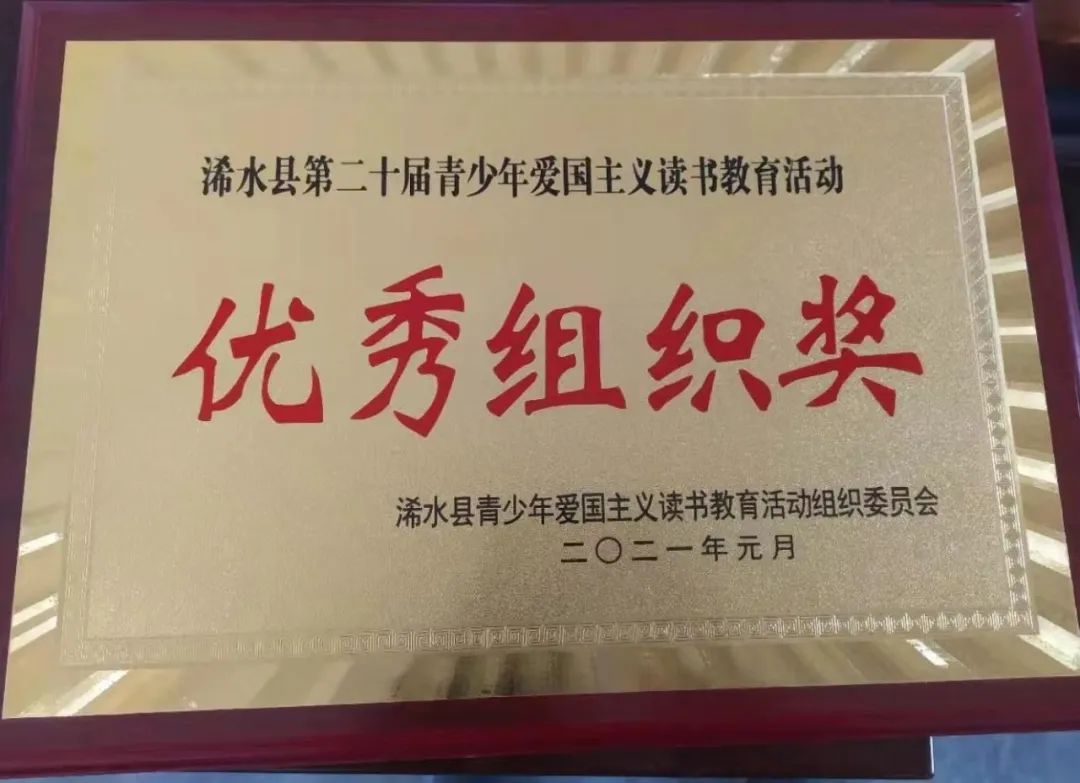 浠水县第二十届青少年爱国主义读书教育活动
优秀组织奖
浠水县青少年爱国主义读书教育活动组织委员会
二〇二一年元月